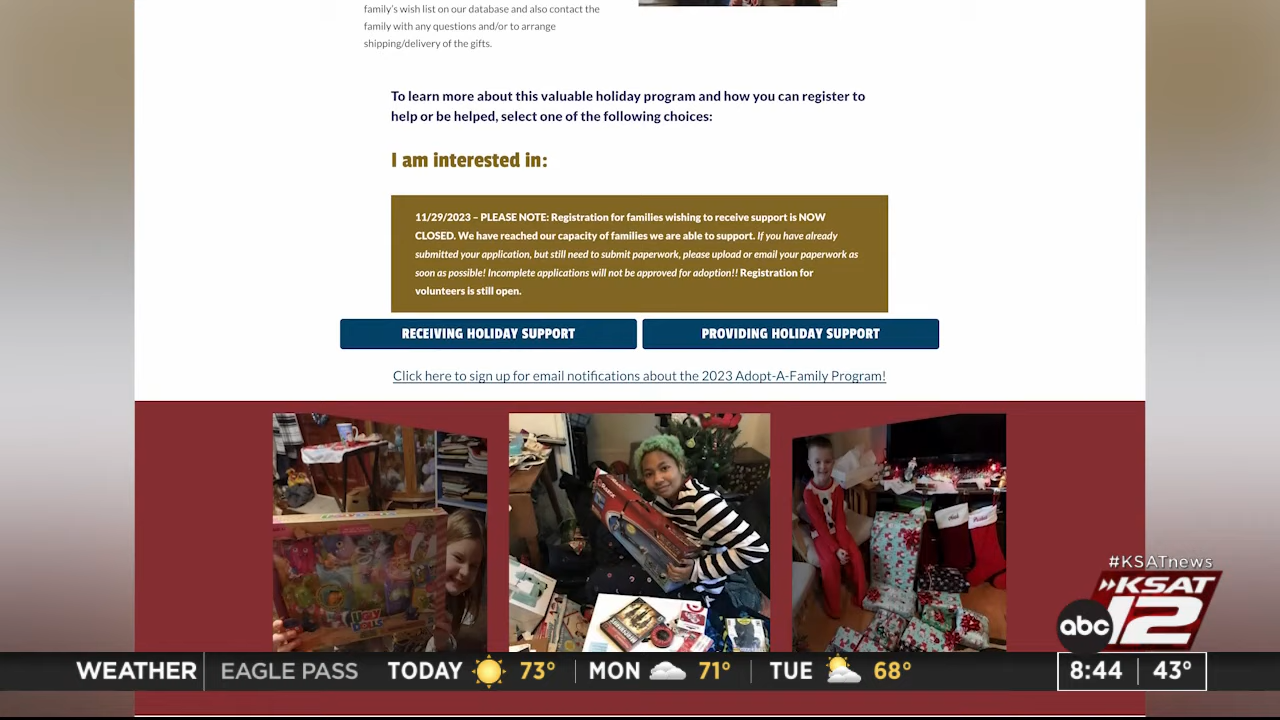 family's wish list on our database and also contact the
family with any questions and/or to arrange
shipping/delivery of the gifts.
To learn more about this valuable holiday program and how you can register to
help or be helped, select one of the following choices:
I am interested in:
11/29/2023 – PLEASE NOTE: Registration for families wishing to receive support is NOW
CLOSED. We have reached our capacity of families we are able to support. If you have already
submitted your application, but still need to submit paperwork, please upload or email your paperwork as
soon as possible! Incomplete applications will not be approved for adoption!! Registration for
volunteers is still open.
RECEIVING HOLIDAY SUPPORT PROVIDING HOLIDAY SUPPORT
Click here to sign up for email notifications about the 2023 Adopt-A-Family Program!
UGLY
DOLLS
#KSATnews
KSAT
abc 12
WEATHER EAGLE PASS TODAY 73° MON 71° TUE 68° 8:44 43°